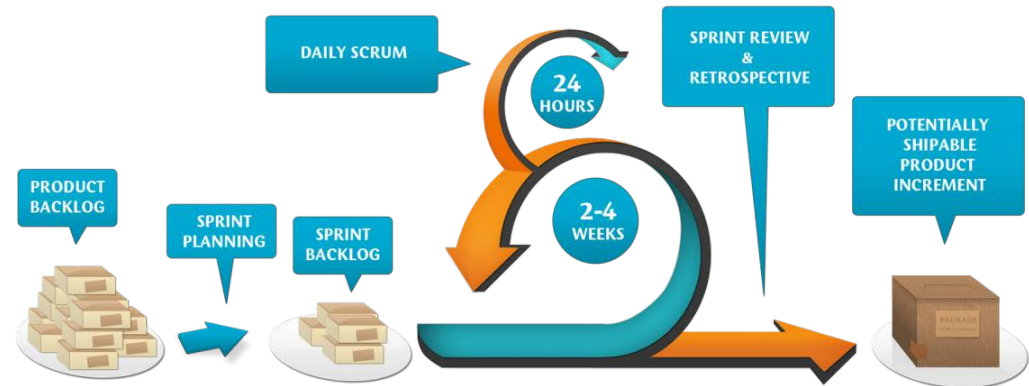 PRODUCT
BACKLOG
SPRINT
PLANNING
SPRINT
BACKLOG
DAILY SCRUM
24
HOURS
2-4
WEEKS
SPRINT REVIEW
&
RETROSPECTIVE
POTENTIALLY
SHIPABLE
PRODUCT
INCREMENT
PACKAGE